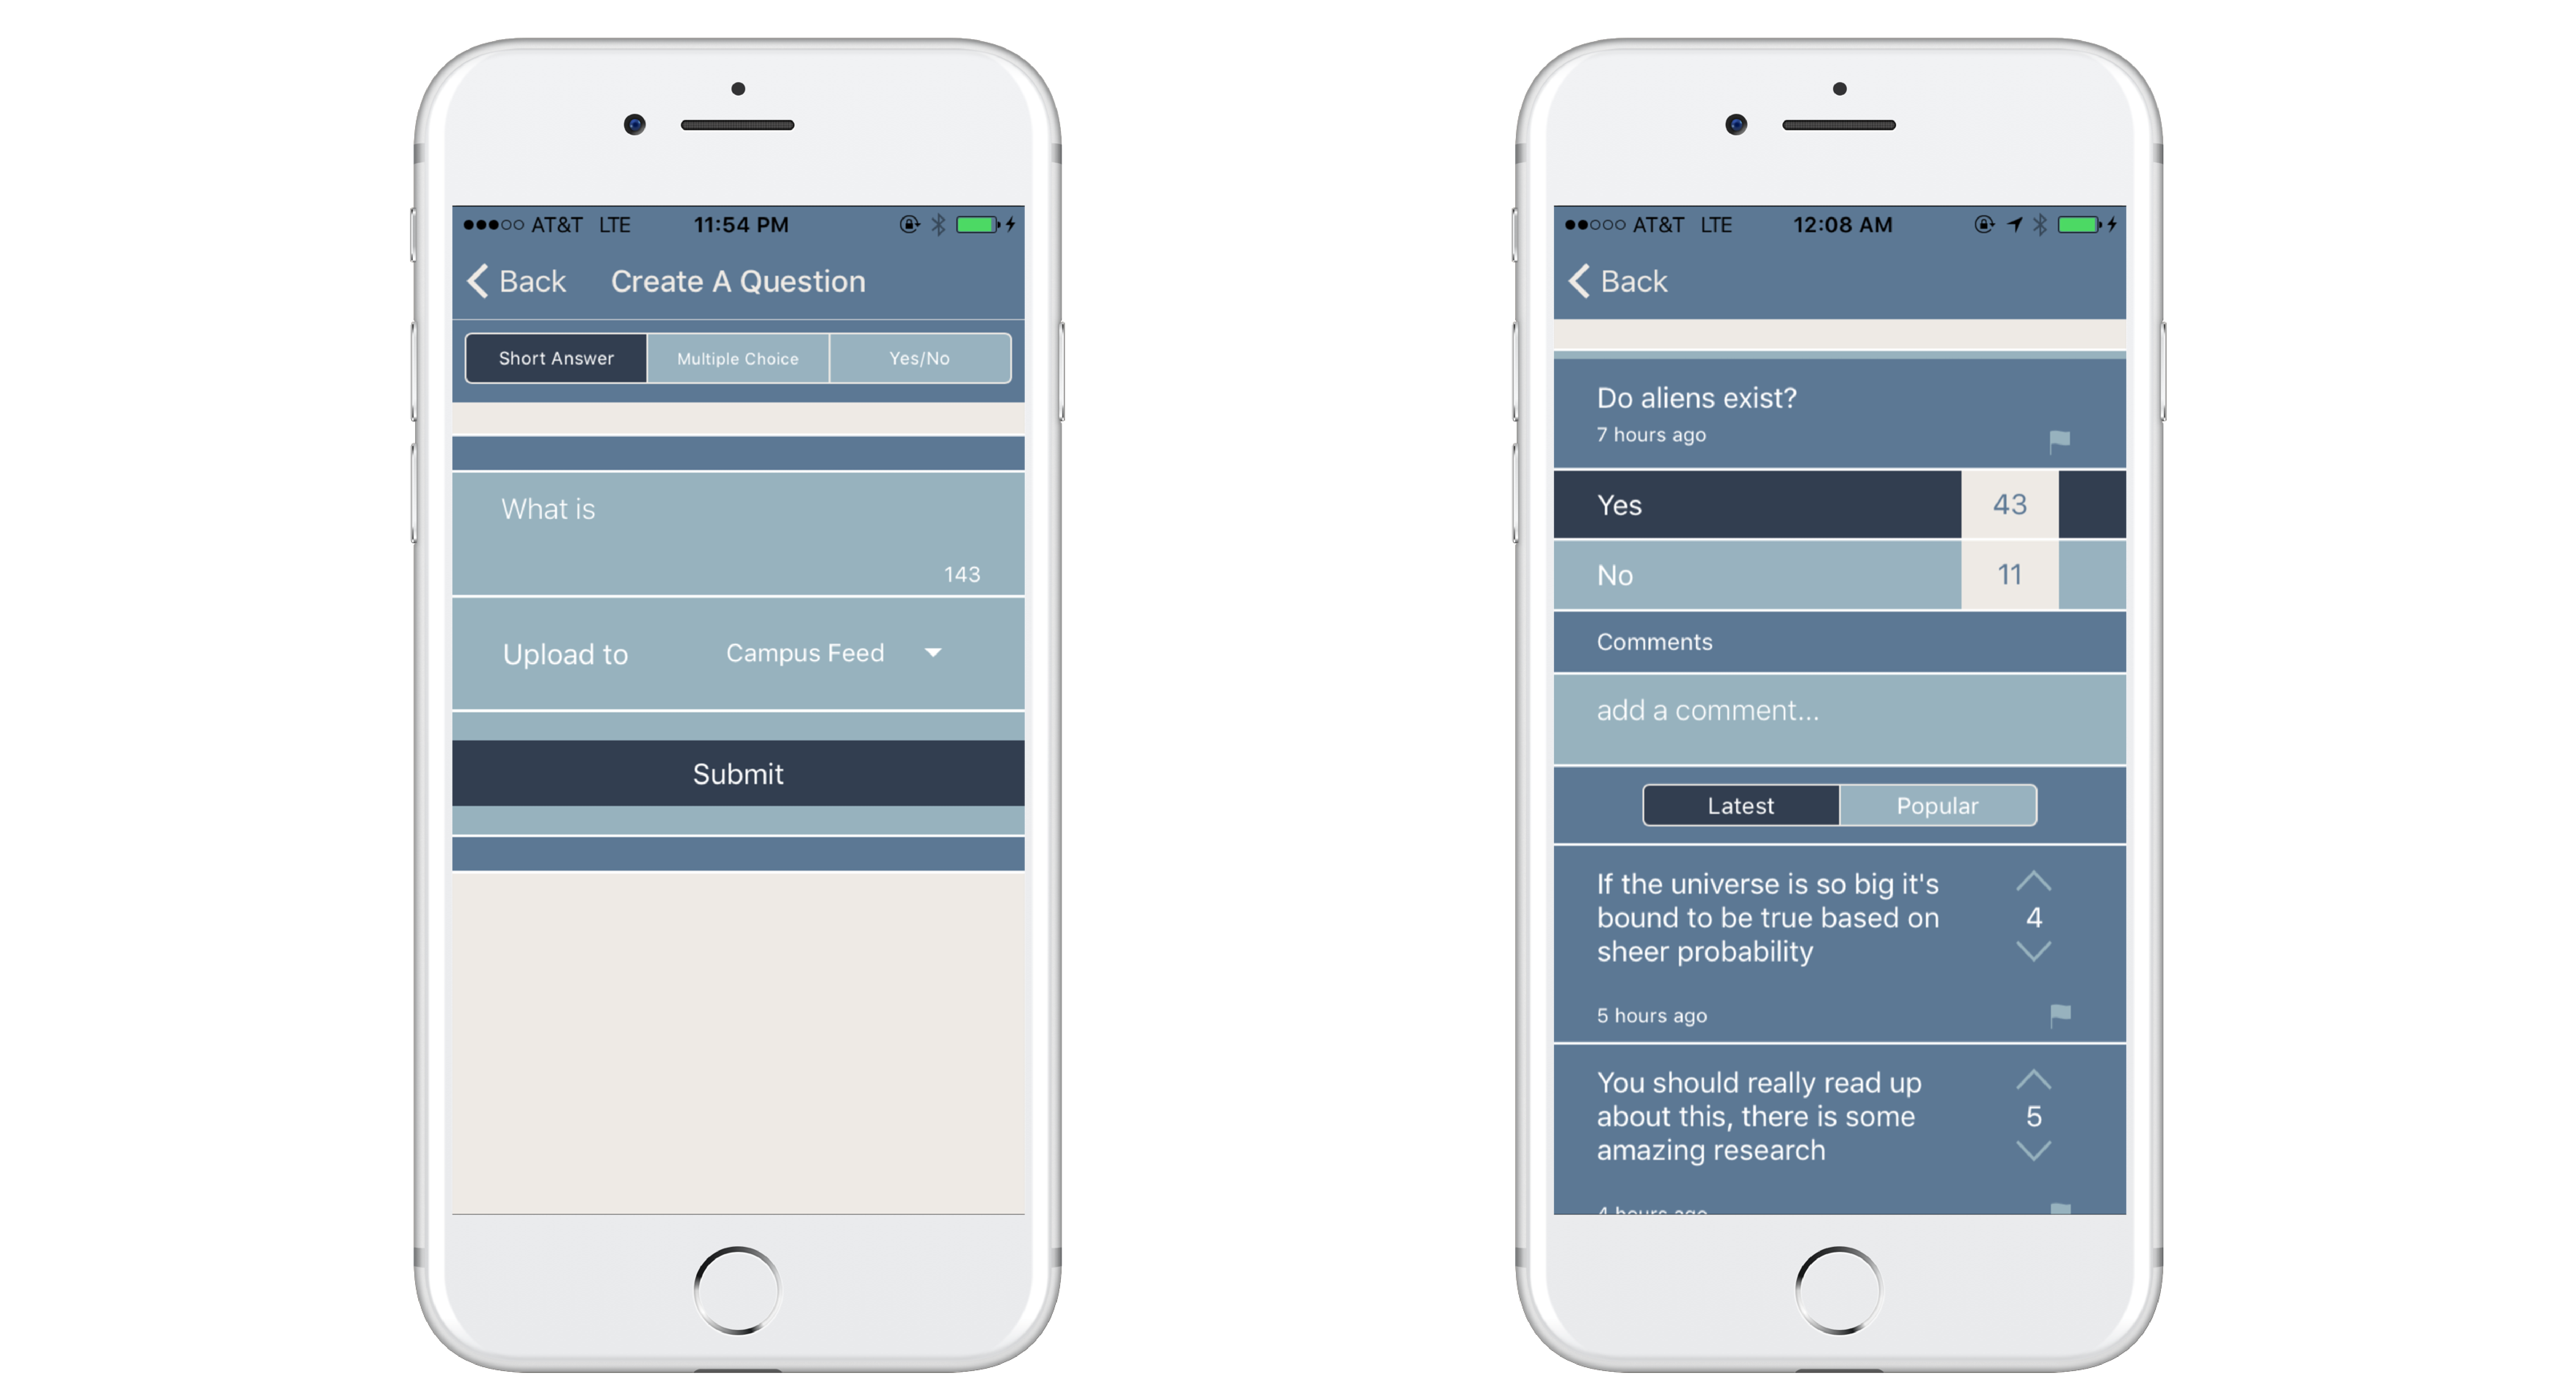 AT&T LTE 11:54 PM
Back Create A Question
Short Answer Multiple Choice Yes/No
What is
143
Upload to Campus Feed
Submit
AT&T LTE 12:08 AM
Back
Do aliens exist?
7 hours ago
Yes 43
No 11
Comments
add a comment...
Latest Popular
If the universe is so big it's
bound to be true based on
sheer probability
4
5 hours ago
You should really read up
about this, there is some
amazing research
5
4 hours ago